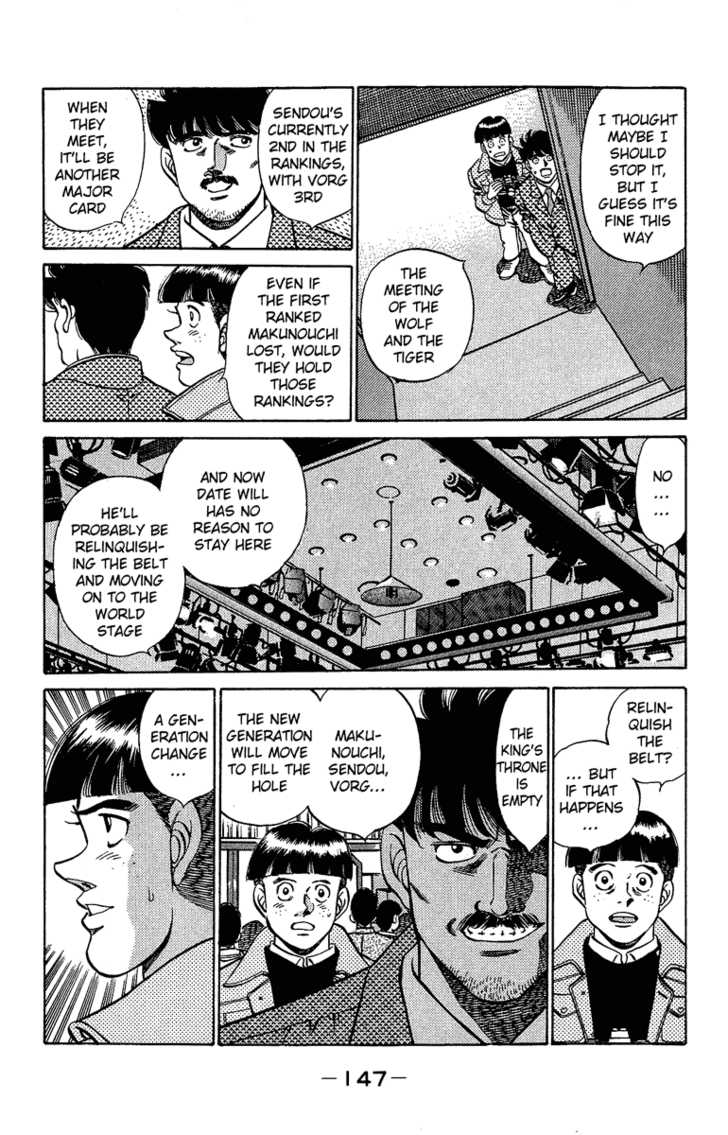 I THOUGHT
MAYBE I
SHOULD
STOP IT,
BUT I
GUESS IT'S
FINE THIS
WAY
THE
MEETING
OF THE
WOLF
AND THE
TIGER
SENDOU'S
CURRENTLY
2ND IN THE
RANKINGS,
WITH VORG
3RD
WHEN
THEY
MEET,
IT'LL BE
ANOTHER
MAJOR
CARD
EVEN IF
THE FIRST
RANKED
MAKUNOUCHI
LOST, WOULD
THEY HOLD
THOSE
RANKINGS?
NO
...
...
AND NOW
DATE WILL
HAS NO
REASON TO
STAY HERE
HE'LL
PROBABLY BE
RELINQUISH-
ING THE BELT
AND MOVING
ON TO THE
WORLD
STAGE
RELIN-
QUISH
THE
BELT?
... BUT
IF THAT
HAPPENS
...
THE
KING'S
THRONE
IS
EMPTY
MAKU-
NOUCHI,
SENDOU,
VORG...
THE NEW
GENERATION
WILL MOVE
TO FILL THE
HOLE
A GEN-
ERATION
CHANGE
...
-147-